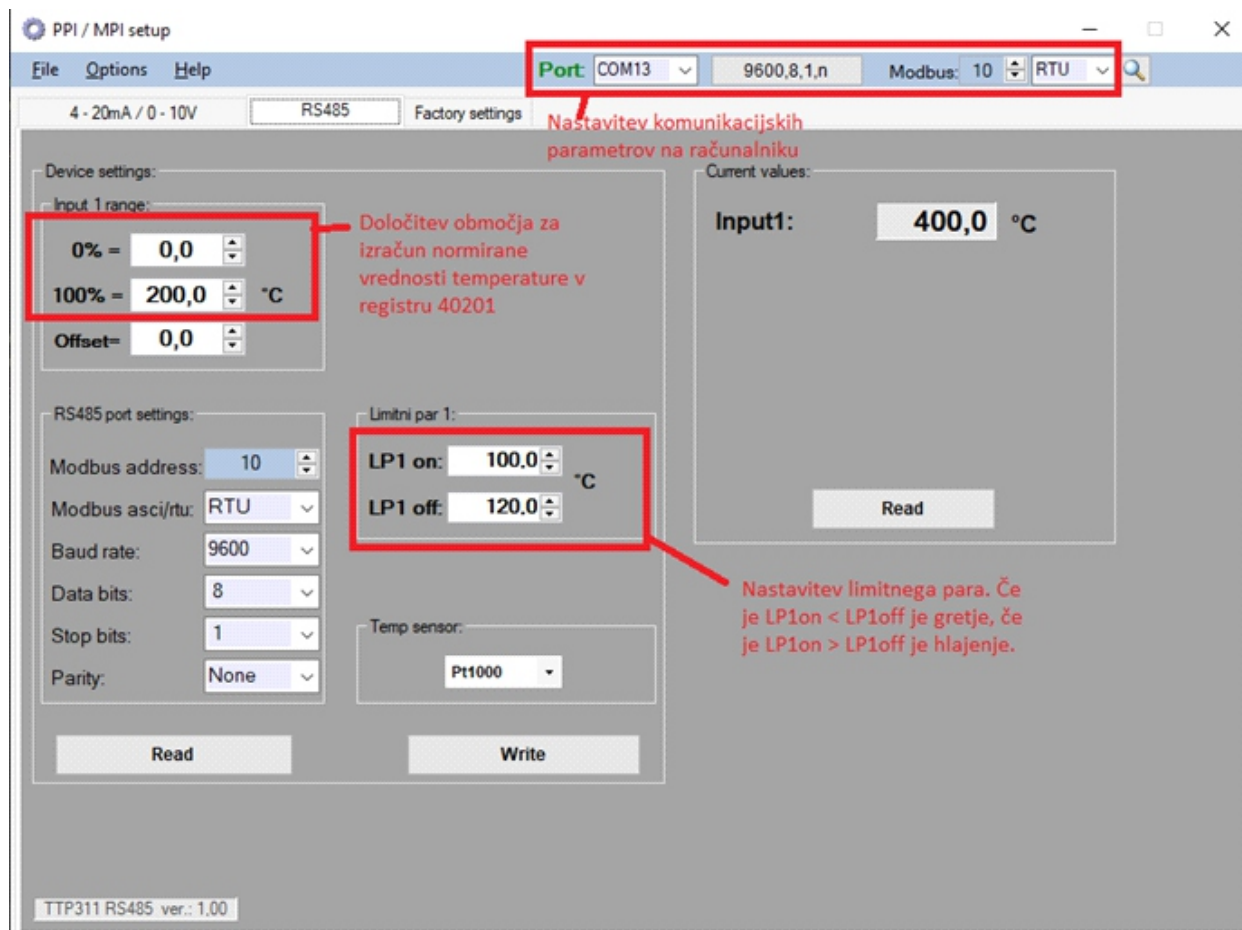 PPI / MPI setup
File Options Help
Port: COM13 9600,8,1,n Modbus: 10 RTU
4 - 20mA / 0 - 10V RS485 Factory settings
Nastavitev komunikacijskih
parametrov na računalniku
Device settings:
Input 1 range:
0% = 0,0
100% = 200,0 °C
Offset= 0,0
Določitev območja za
izračun normirane
vrednosti temperature v
registru 40201
Current values:
Input1: 400,0 °C
Read
RS485 port settings:
Modbus address: 10
Modbus asci/rtu: RTU
Baud rate: 9600
Data bits: 8
Stop bits: 1
Parity: None
Limitni par 1:
LP1 on: 100,0
°C
LP1 off: 120,0
Nastavitev limitnega para. Če
je LP1on < LP1off je gretje, če
je LP1on > LP1off je hlajenje.
Temp sensor:
Pt1000
Read Write
TTP311 RS485 ver.: 1,00